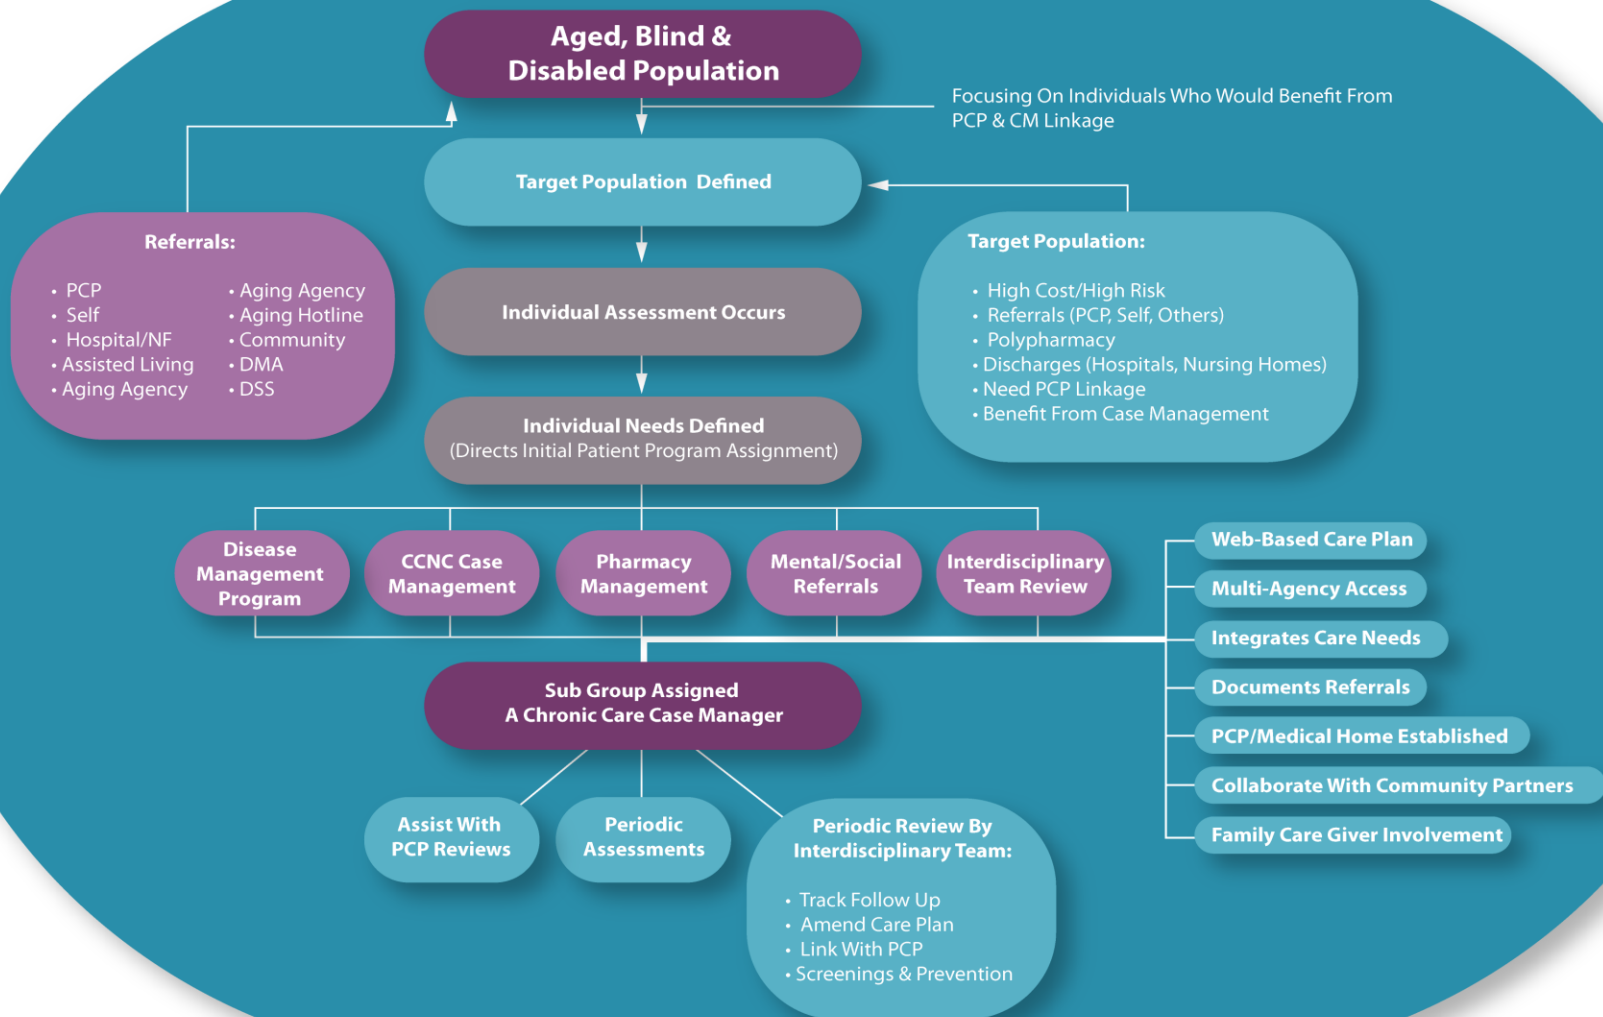 Aged, Blind &
Disabled Population
Focusing On Individuals Who Would Benefit From
PCP & CM Linkage
Target Population Defined
Referrals:
• PCP
• Self
• Hospital/NF
• Assisted Living
• Aging Agency
• Aging Agency
• Aging Hotline
• Community
• DMA
• DSS
Target Population:
• High Cost/High Risk
• Referrals (PCP, Self, Others)
• Polypharmacy
• Discharges (Hospitals, Nursing Homes)
• Need PCP Linkage
• Benefit From Case Management
Individual Assessment Occurs
Individual Needs Defined
(Directs Initial Patient Program Assignment)
Disease
Management
Program
CCNC Case
Management
Pharmacy
Management
Mental/Social
Referrals
Interdisciplinary
Team Review
Web-Based Care Plan
Multi-Agency Access
Integrates Care Needs
Documents Referrals
PCP/Medical Home Established
Collaborate With Community Partners
Family Care Giver Involvement
Sub Group Assigned
A Chronic Care Case Manager
Assist With
PCP Reviews
Periodic
Assessments
Periodic Review By
Interdisciplinary Team:
• Track Follow Up
• Amend Care Plan
• Link With PCP
• Screenings & Prevention